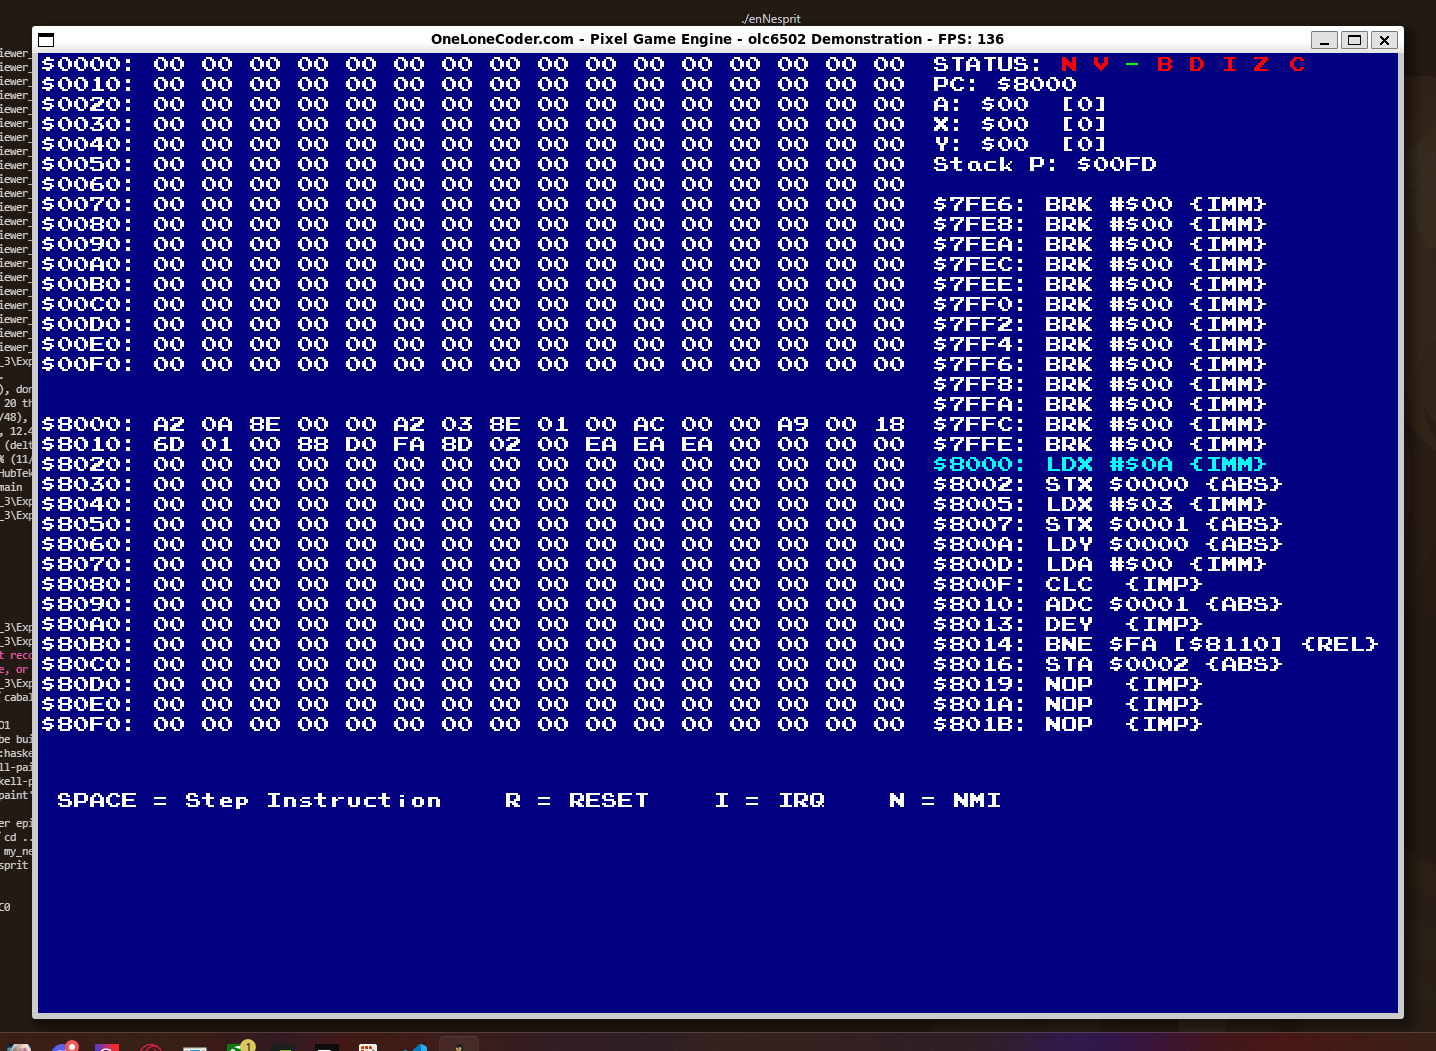 ./enNesprit
OneLoneCoder.com - Pixel Game Engine - olc6502 Demonstration - FPS: 136
$0000: 00 00 00 00 00 00 00 00 00 00 00 00 00 00 00 00 STATUS: N V - B D I Z C
$0010: 00 00 00 00 00 00 00 00 00 00 00 00 00 00 00 00 PC: $8000
$0020: 00 00 00 00 00 00 00 00 00 00 00 00 00 00 00 00 A: $00 [0]
$0030: 00 00 00 00 00 00 00 00 00 00 00 00 00 00 00 00 X: $00 [0]
$0040: 00 00 00 00 00 00 00 00 00 00 00 00 00 00 00 00 Y: $00 [0]
$0050: 00 00 00 00 00 00 00 00 00 00 00 00 00 00 00 00 Stack P: $00FD
$0060: 00 00 00 00 00 00 00 00 00 00 00 00 00 00 00 00
$0070: 00 00 00 00 00 00 00 00 00 00 00 00 00 00 00 00 $7FE6: BRK #$00 {IMM}
$0080: 00 00 00 00 00 00 00 00 00 00 00 00 00 00 00 00 $7FE8: BRK #$00 {IMM}
$0090: 00 00 00 00 00 00 00 00 00 00 00 00 00 00 00 00 $7FEA: BRK #$00 {IMM}
$00A0: 00 00 00 00 00 00 00 00 00 00 00 00 00 00 00 00 $7FEC: BRK #$00 {IMM}
$00B0: 00 00 00 00 00 00 00 00 00 00 00 00 00 00 00 00 $7FEE: BRK #$00 {IMM}
$00C0: 00 00 00 00 00 00 00 00 00 00 00 00 00 00 00 00 $7FF0: BRK #$00 {IMM}
$00D0: 00 00 00 00 00 00 00 00 00 00 00 00 00 00 00 00 $7FF2: BRK #$00 {IMM}
$00E0: 00 00 00 00 00 00 00 00 00 00 00 00 00 00 00 00 $7FF4: BRK #$00 {IMM}
$00F0: 00 00 00 00 00 00 00 00 00 00 00 00 00 00 00 00 $7FF6: BRK #$00 {IMM}
$7FF8: BRK #$00 {IMM}
$7FFA: BRK #$00 {IMM}
$8000: A2 0A 8E 00 00 A2 03 8E 01 00 AC 00 00 A9 00 18 $7FFC: BRK #$00 {IMM}
$8010: 6D 01 00 88 D0 FA 8D 02 00 EA EA EA 00 00 00 00 $7FFE: BRK #$00 {IMM}
$8020: 00 00 00 00 00 00 00 00 00 00 00 00 00 00 00 00 $8000: LDX #$0A {IMM}
$8030: 00 00 00 00 00 00 00 00 00 00 00 00 00 00 00 00 $8002: STX $0000 {ABS}
$8040: 00 00 00 00 00 00 00 00 00 00 00 00 00 00 00 00 $8005: LDX #$03 {IMM}
$8050: 00 00 00 00 00 00 00 00 00 00 00 00 00 00 00 00 $8007: STX $0001 {ABS}
$8060: 00 00 00 00 00 00 00 00 00 00 00 00 00 00 00 00 $800A: LDY $0000 {ABS}
$8070: 00 00 00 00 00 00 00 00 00 00 00 00 00 00 00 00 $800D: LDA #$00 {IMM}
$8080: 00 00 00 00 00 00 00 00 00 00 00 00 00 00 00 00 $800F: CLC {IMP}
$8090: 00 00 00 00 00 00 00 00 00 00 00 00 00 00 00 00 $8010: ADC $0001 {ABS}
$80A0: 00 00 00 00 00 00 00 00 00 00 00 00 00 00 00 00 $8013: DEY {IMP}
$80B0: 00 00 00 00 00 00 00 00 00 00 00 00 00 00 00 00 $8014: BNE $FA [$8110] {REL}
$80C0: 00 00 00 00 00 00 00 00 00 00 00 00 00 00 00 00 $8016: STA $0002 {ABS}
$80D0: 00 00 00 00 00 00 00 00 00 00 00 00 00 00 00 00 $8019: NOP {IMP}
$80E0: 00 00 00 00 00 00 00 00 00 00 00 00 00 00 00 00 $801A: NOP {IMP}
$80F0: 00 00 00 00 00 00 00 00 00 00 00 00 00 00 00 00 $801B: NOP {IMP}
SPACE = Step Instruction R = RESET I = IRQ N = NMI